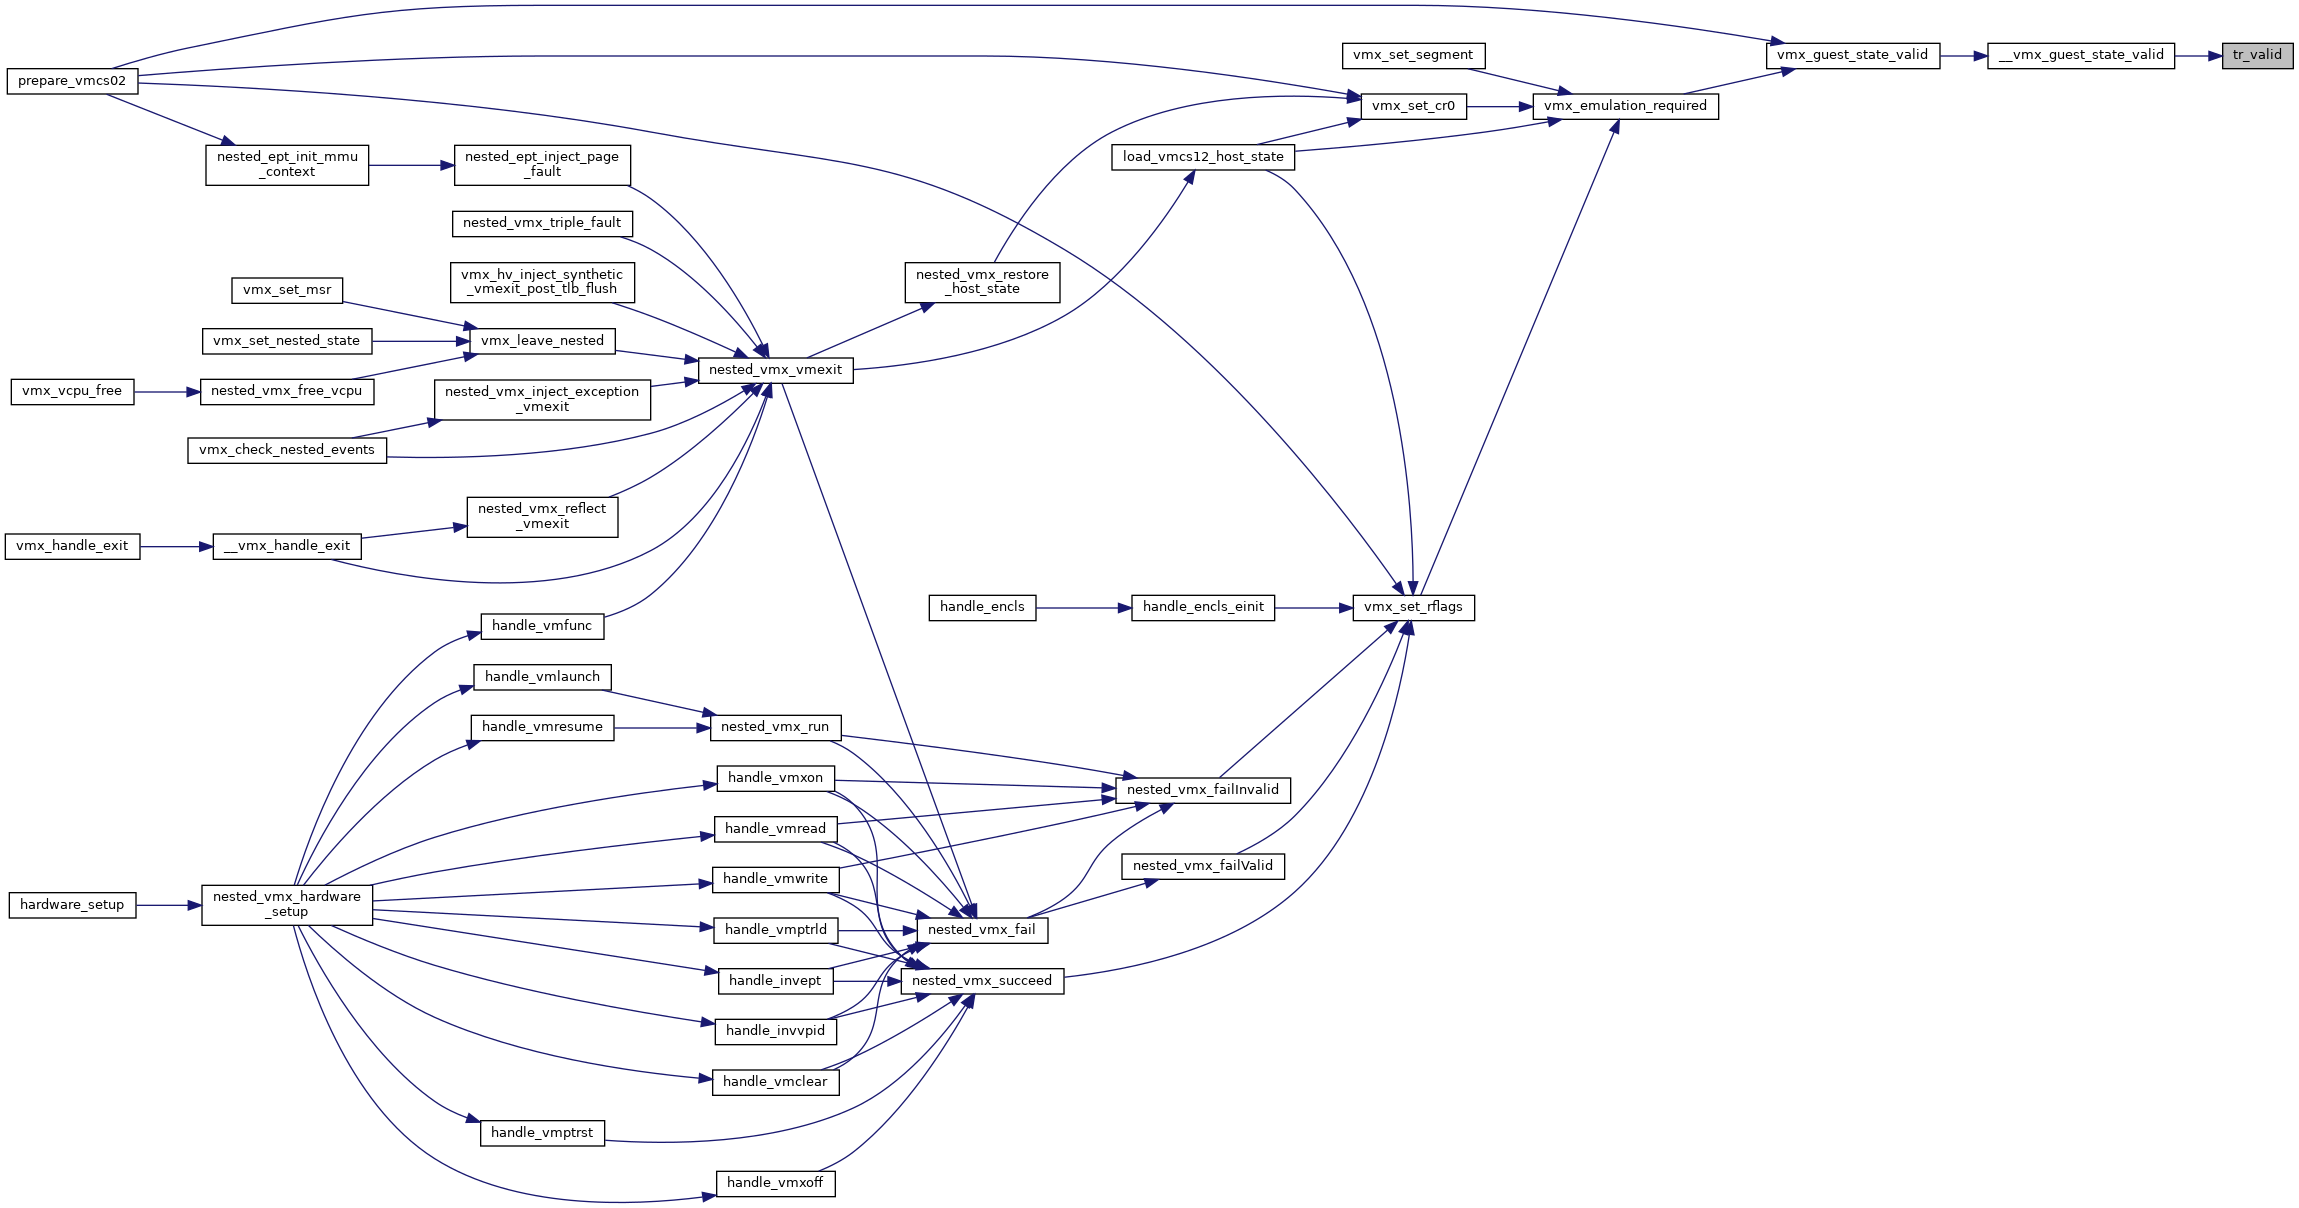 prepare_vmcs02
vmx_set_segment
vmx_guest_state_valid
__vmx_guest_state_valid
tr_valid
vmx_set_cr0
vmx_emulation_required
nested_ept_init_mmu
_context
nested_ept_inject_page
_fault
load_vmcs12_host_state
nested_vmx_triple_fault
vmx_hv_inject_synthetic
_vmexit_post_tlb_flush
nested_vmx_restore
_host_state
vmx_set_msr
vmx_set_nested_state
vmx_leave_nested
nested_vmx_vmexit
vmx_vcpu_free
nested_vmx_free_vcpu
nested_vmx_inject_exception
_vmexit
vmx_check_nested_events
nested_vmx_reflect
_vmexit
vmx_handle_exit
__vmx_handle_exit
handle_encls
handle_encls_einit
vmx_set_rflags
handle_vmfunc
handle_vmlaunch
handle_vmresume
nested_vmx_run
handle_vmxon
nested_vmx_failInvalid
handle_vmread
nested_vmx_failValid
handle_vmwrite
hardware_setup
nested_vmx_hardware
_setup
handle_vmptrld
nested_vmx_fail
handle_invept
nested_vmx_succeed
handle_invvpid
handle_vmclear
handle_vmptrst
handle_vmxoff